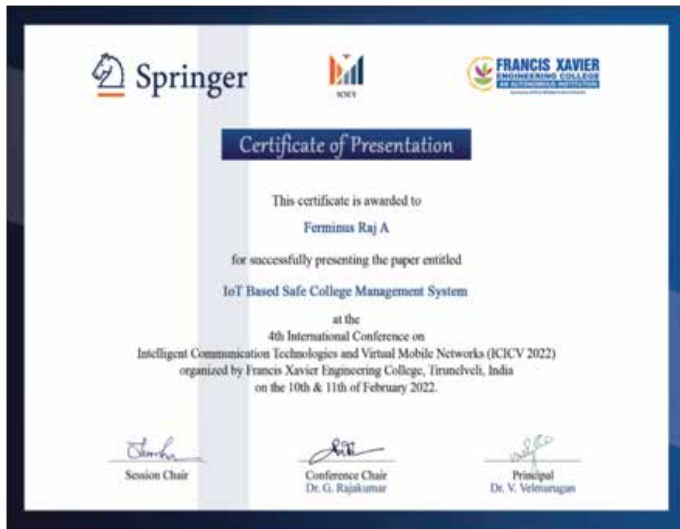 Springer
ICICV
FRANCIS XAVIER
ENGINEERING COLLEGE
AN AUTONOMOUS INSTITUTION
Certificate of Presentation
This certificate is awarded to
Ferminus Raj A
for successfully presenting the paper entitled
IoT Based Safe College Management System
at the
4th International Conference on
Intelligent Communication Technologies and Virtual Mobile Networks (ICICV 2022)
organized by Francis Xavier Engineering College, Tirunelveli, India
on the 10th & 11th of February 2022.
Session Chair
Conference Chair
Dr. G. Rajakumar
Principal
Dr. V. Velmurugan